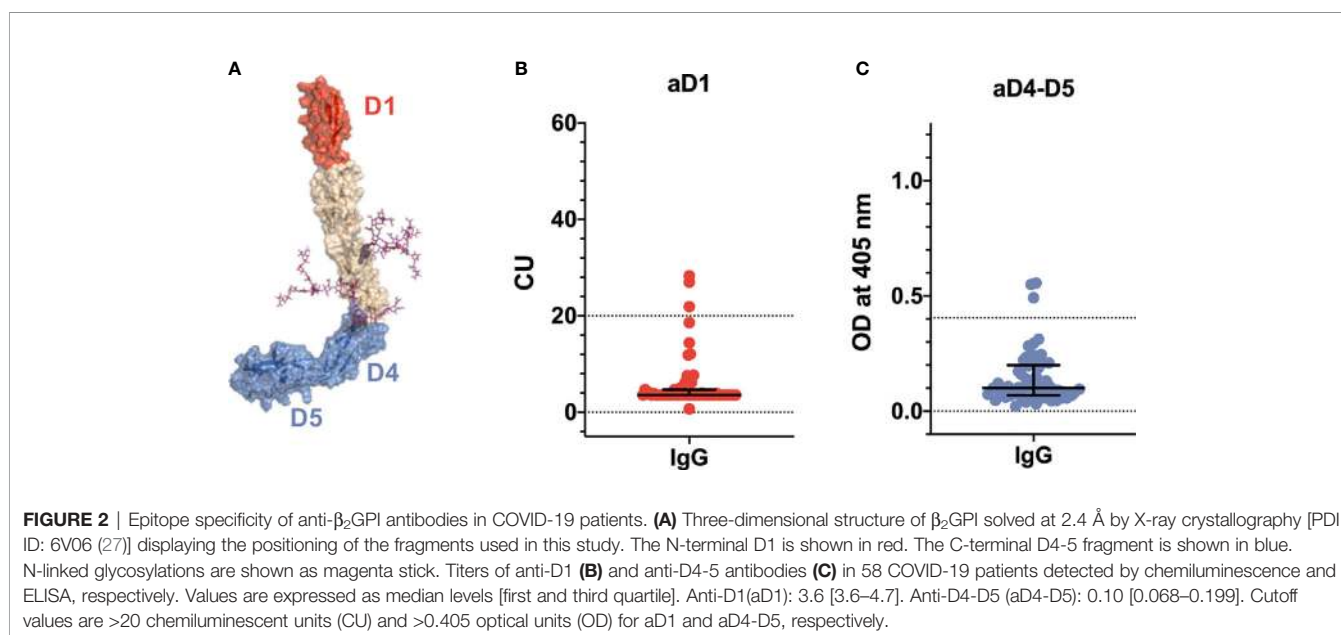 A
D1
D4
D5
B
aD1
60
40
20
0
CU
IgG
C
aD4-D5
1.0
0.5
0.0
OD at 405 nm
IgG
FIGURE 2 | Epitope specificity of anti-β₂GPI antibodies in COVID-19 patients. (A) Three-dimensional structure of β₂GPI solved at 2.4 Å by X-ray crystallography [PDI
ID: 6V06 (27)] displaying the positioning of the fragments used in this study. The N-terminal D1 is shown in red. The C-terminal D4-5 fragment is shown in blue.
N-linked glycosylations are shown as magenta stick. Titers of anti-D1 (B) and anti-D4-5 antibodies (C) in 58 COVID-19 patients detected by chemiluminescence and
ELISA, respectively. Values are expressed as median levels [first and third quartile]. Anti-D1(aD1): 3.6 [3.6–4.7]. Anti-D4-D5 (aD4-D5): 0.10 [0.068–0.199]. Cutoff
values are >20 chemiluminescent units (CU) and >0.405 optical units (OD) for aD1 and aD4-D5, respectively.